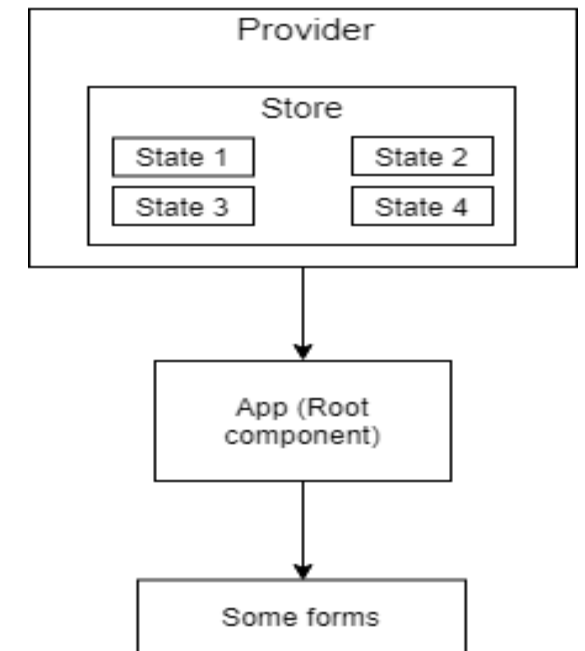 Provider
Store
State 1
State 2
State 3
State 4
App (Root
component)
Some forms